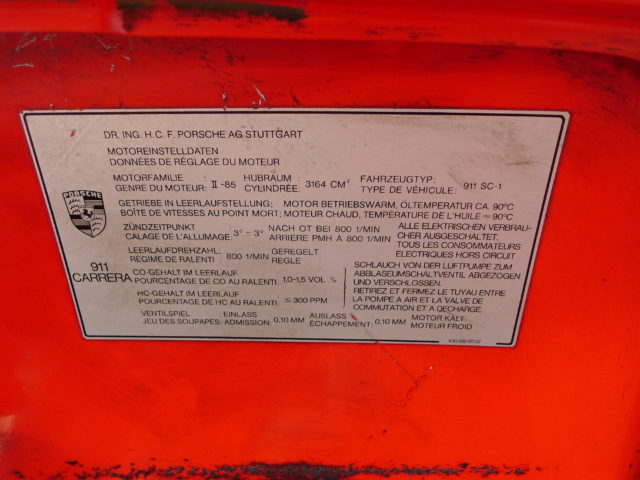 DR. ING. H.C. F. PORSCHE AG STUTTGART
MOTOREINSTELLDATEN
DONNÉES DE RÉGLAGE DU MOTEUR
MOTORFAMILIE : II-85 HUBRAUM : 3164 CM³ FAHRZEUGTYP: 911 SC-1
GENRE DU MOTEUR: CYLINDRÉE: TYPE DE VÉHICULE:
GETRIEBE IN LEERLAUFSTELLUNG; MOTOR BETRIEBSWARM, ÖLTEMPERATUR CA. 90°C
BOÎTE DE VITESSES AU POINT MORT; MOTEUR CHAUD, TEMPÉRATURE DE L'HUILE ≈ 90°C
PORSCHE
911
CARRERA
ZÜNDZEITPUNKT: 3° ± 3° NACH OT BEI 800 1/MIN
CALAGE DE L'ALLUMAGE: ARRIERE PMH A 800 1/MIN
ALLE ELEKTRISCHEN VERBRAU-
CHER AUSGESCHALTET.
TOUS LES CONSOMMATEURS
ELECTRIQUES HORS CIRCUIT
LEERLAUFDREHZAHL: 800 1/MIN GEREGELT
REGIME DE RALENTI : REGLE
CO-GEHALT IM LEERLAUF : 1,0-1,5 VOL. %
POURCENTAGE DE CO AU RALENTI:
HC-GEHALT IM LEERLAUF : ≤ 300 PPM
POURCENTAGE DE HC AU RALENTI:
SCHLAUCH VON DER LUFTPUMPE ZUM
ABBLASEUMSCHALTVENTIL ABGEZOGEN
UND VERSCHLOSSEN.
RETIREZ ET FERMEZ LE TUYAU ENTRE
LA POMPE A AIR ET LA VALVE DE
COMMUTATION ET A DECHARGE.
VENTILSPIEL : EINLASS 0,10 MM AUSLASS : 0,10 MM MOTOR KALT-
JEU DES SOUPAPES: ADMISSION ÉCHAPPEMENT MOTEUR FROID